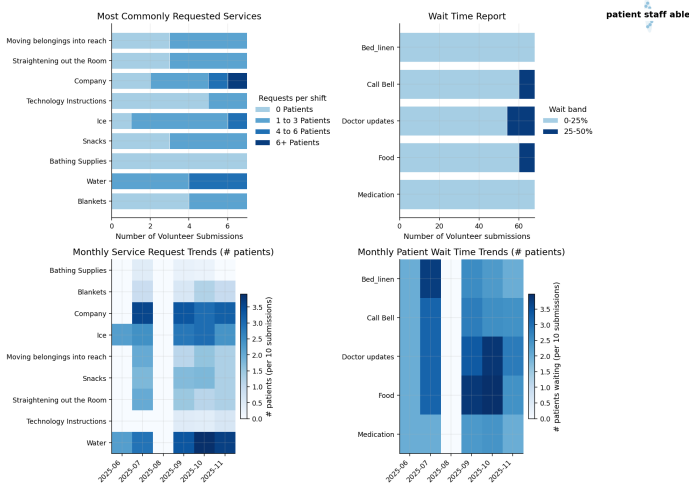 patient staff able
Most Commonly Requested Services
Moving belongings into reach
Straightening out the Room
Company
Technology Instructions
Ice
Snacks
Bathing Supplies
Water
Blankets
0 2 4 6
Number of Volunteer Submissions
Requests per shift
0 Patients
1 to 3 Patients
4 to 6 Patients
6+ Patients
Wait Time Report
Bed_linen
Call Bell
Doctor updates
Food
Medication
0 20 40 60
Number of Volunteer submissions
Wait band
0-25%
25-50%
Monthly Service Request Trends (# patients)
Bathing Supplies
Blankets
Company
Ice
Moving belongings into reach
Snacks
Straightening out the Room
Technology Instructions
Water
2025-06 2025-07 2025-08 2025-09 2025-10 2025-11
3.5
3.0
2.5
2.0
1.5
1.0
0.5
0.0
# patients (per 10 submissions)
Monthly Patient Wait Time Trends (# patients)
Bed_linen
Call Bell
Doctor updates
Food
Medication
2025-06 2025-07 2025-08 2025-09 2025-10 2025-11
3.5
3.0
2.5
2.0
1.5
1.0
0.5
0.0
# patients waiting (per 10 submissions)